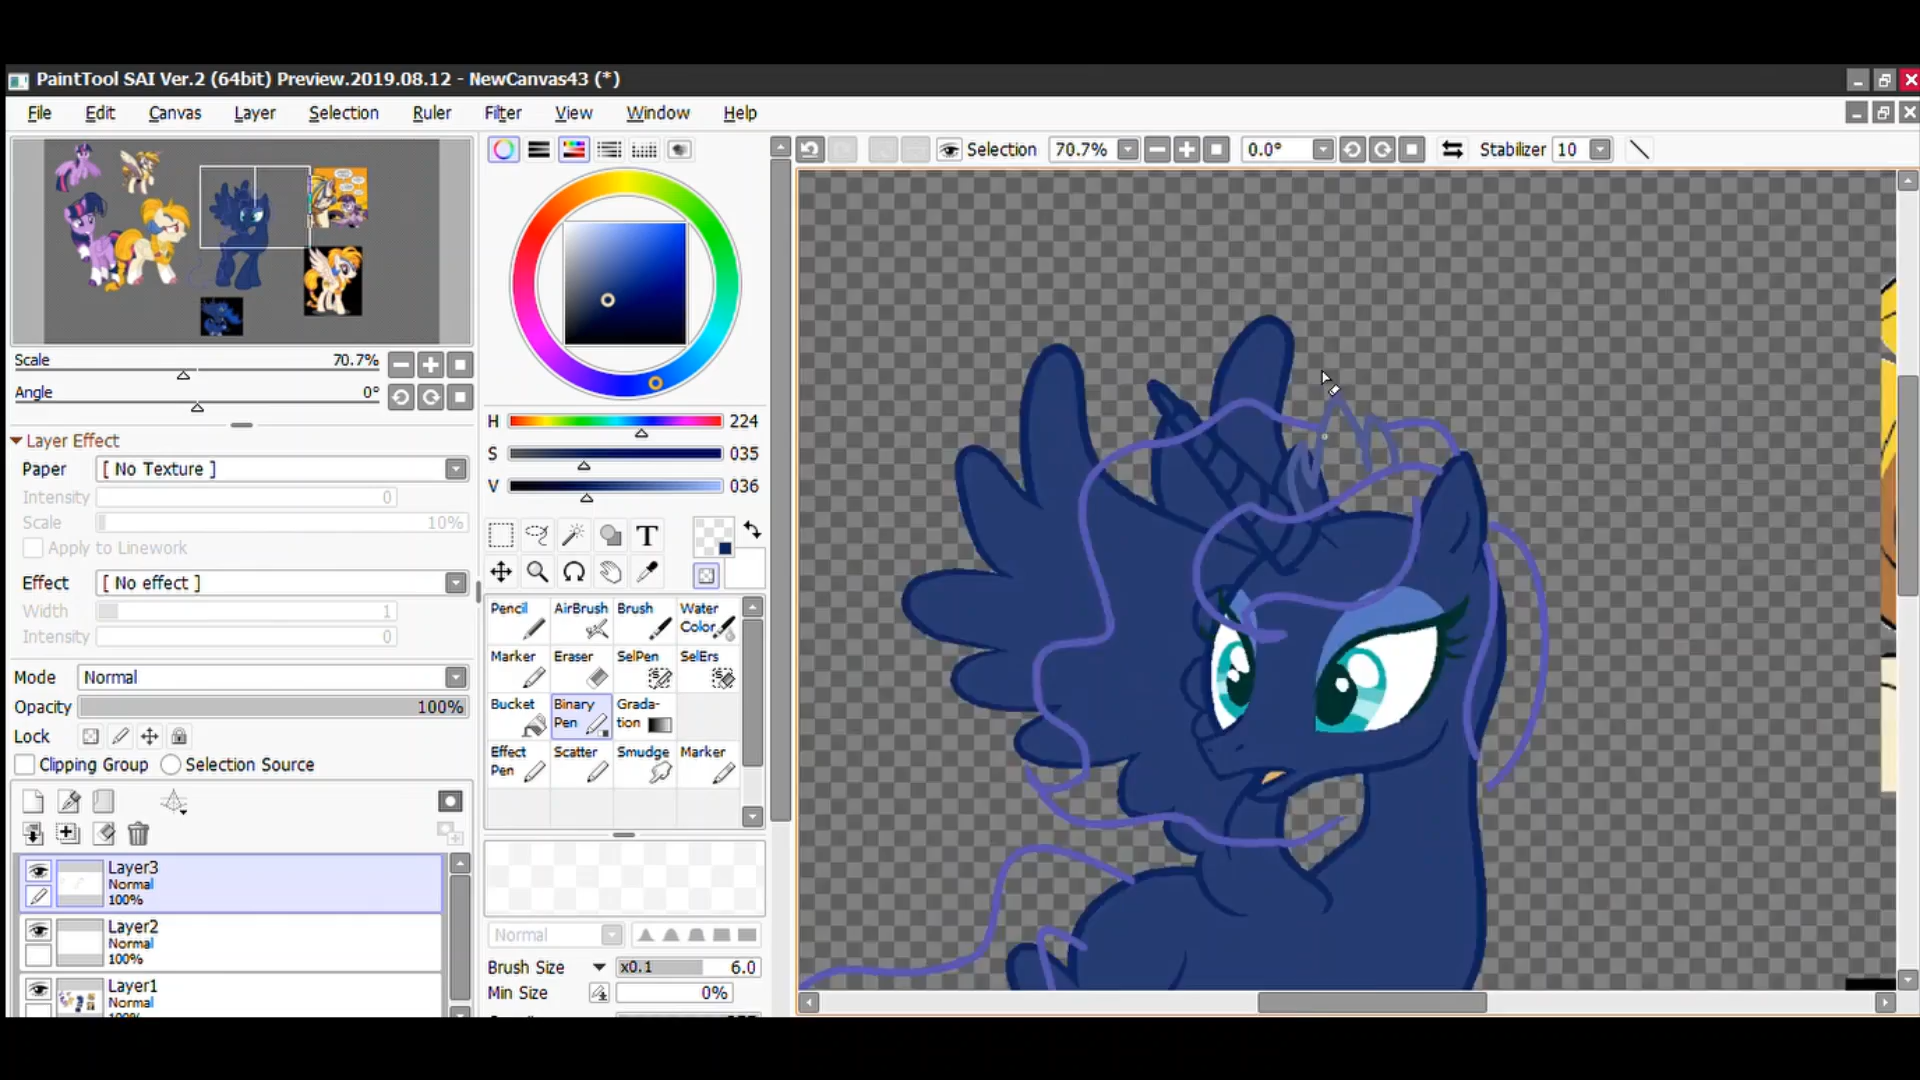 PaintTool SAI Ver.2 (64bit) Preview.2019.08.12 - NewCanvas43 (*)
File Edit Canvas Layer Selection Ruler Filter View Window Help
Selection 70.7% 0.0° Stabilizer 10
Scale 70.7%
Angle 0°
Layer Effect
Paper [ No Texture ]
Intensity 0
Scale 10%
Apply to Linework
Effect [ No effect ]
Width 1
Intensity 0
Mode Normal
Opacity 100%
Lock
Clipping Group Selection Source
Layer3
Normal
100%
Layer2
Normal
100%
Layer1
Normal
H 224
S 035
V 036
T
Pencil AirBrush Brush Water Color
Marker Eraser SelPen SelErs
Bucket Binary Pen Grada-tion
Effect Pen Scatter Smudge Marker
Normal
Brush Size x0.1 6.0
Min Size 0%